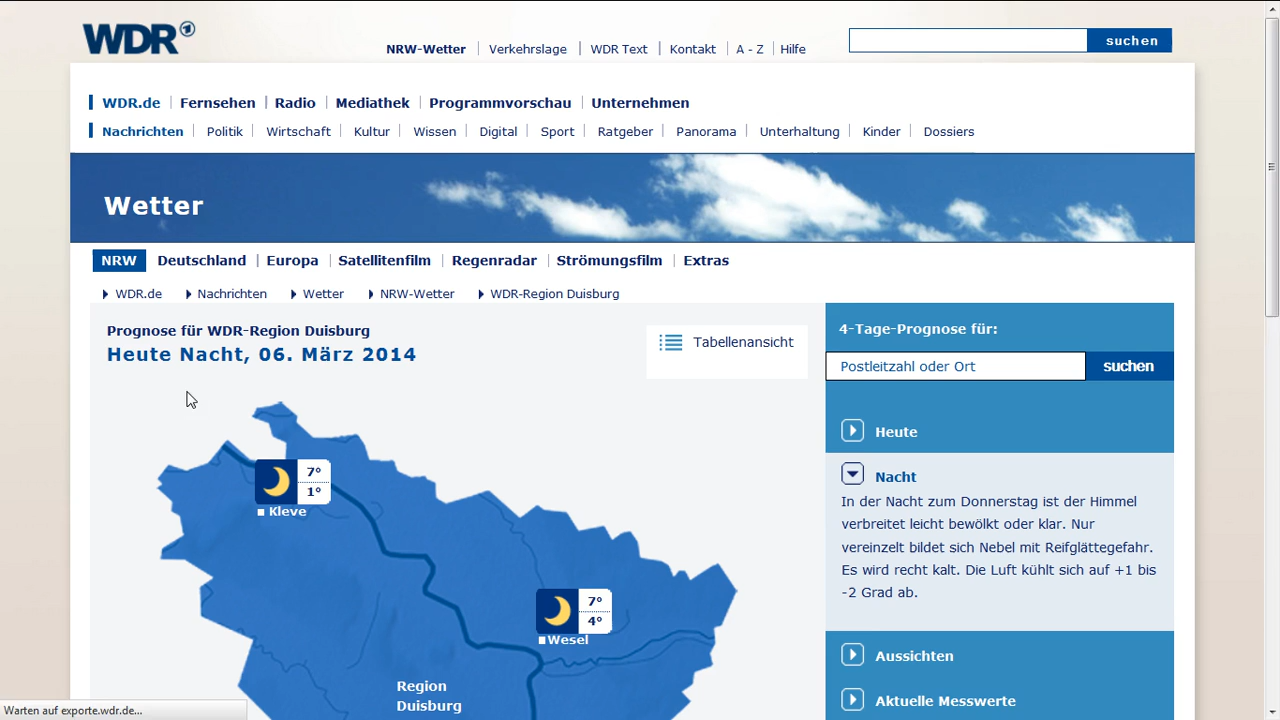 WDR
NRW-Wetter
Verkehrslage
WDR Text
Kontakt
A - Z
Hilfe
suchen
WDR.de
Fernsehen
Radio
Mediathek
Programmvorschau
Unternehmen
Nachrichten
Politik
Wirtschaft
Kultur
Wissen
Digital
Sport
Ratgeber
Panorama
Unterhaltung
Kinder
Dossiers
Wetter
NRW
Deutschland
Europa
Satellitenfilm
Regenradar
Strömungsfilm
Extras
WDR.de
Nachrichten
Wetter
NRW-Wetter
WDR-Region Duisburg
Prognose für WDR-Region Duisburg
Heute Nacht, 06. März 2014
Tabellenansicht
7°
1°
Kleve
7°
4°
Wesel
Region
Duisburg
4-Tage-Prognose für:
Postleitzahl oder Ort
suchen
Heute
Nacht
In der Nacht zum Donnerstag ist der Himmel
verbreitet leicht bewölkt oder klar. Nur
vereinzelt bildet sich Nebel mit Reifglättegefahr.
Es wird recht kalt. Die Luft kühlt sich auf +1 bis
-2 Grad ab.
Aussichten
Aktuelle Messwerte
Warten auf exporte.wdr.de...